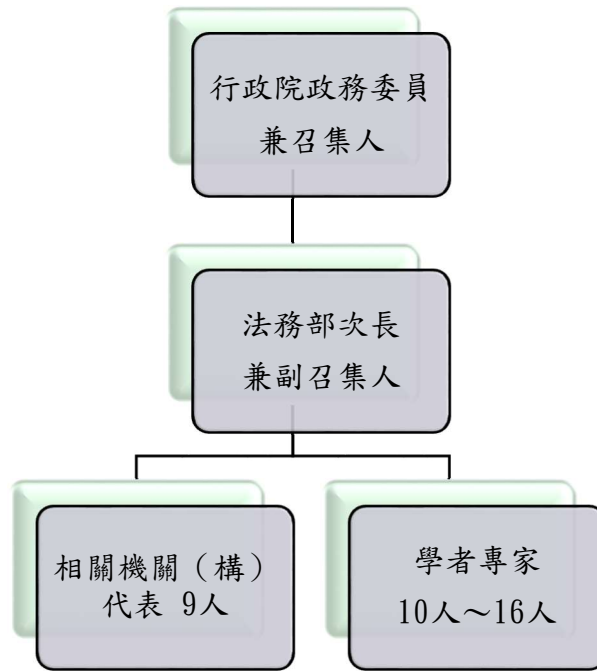 行政院政務委員
兼召集人
法務部次長
兼副召集人
相關機關（構）
代表 9人
學者專家
10人～16人